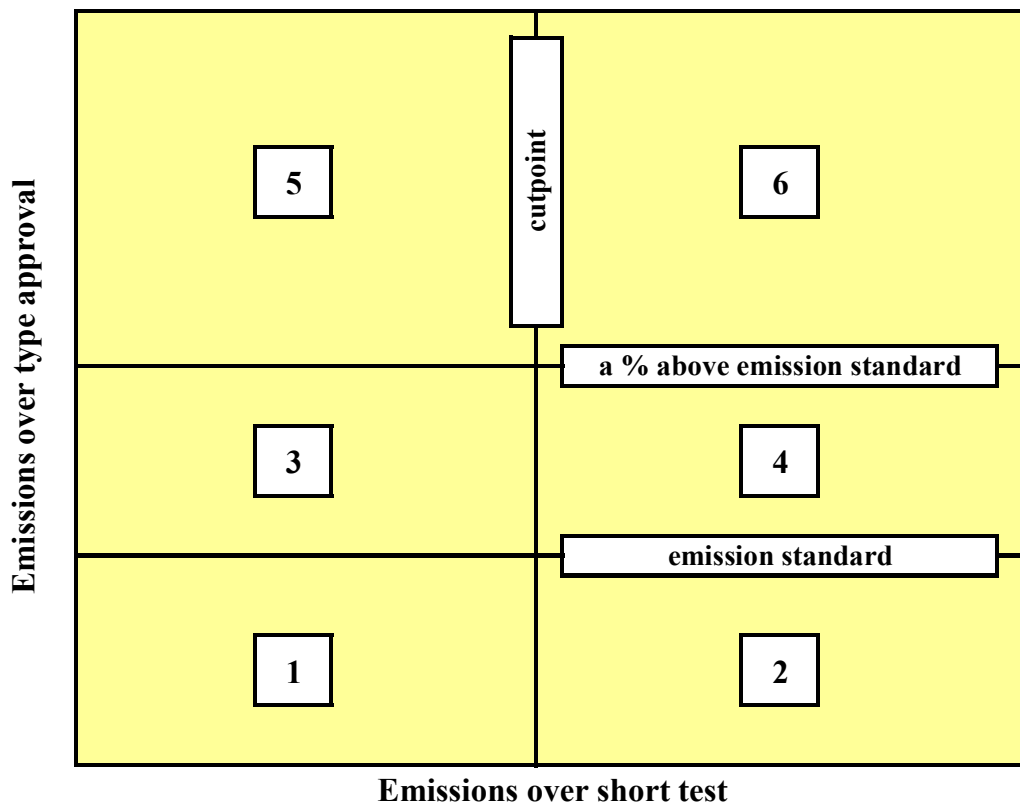 Emissions over type approval
cutpoint
5
6
a % above emission standard
3
4
emission standard
1
2
Emissions over short test